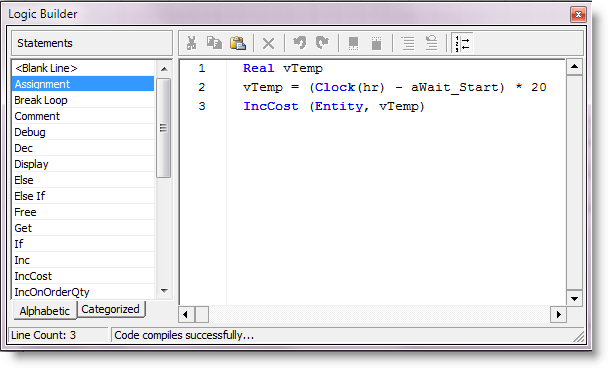 Logic Builder
Statements
<Blank Line>
Assignment
Break Loop
Comment
Debug
Dec
Display
Else
Else If
Free
Get
If
Inc
IncCost
IncOnOrderQty
Alphabetic
Categorized
1 Real vTemp
2 vTemp = (Clock(hr) - aWait_Start) * 20
3 IncCost (Entity, vTemp)
Line Count: 3
Code compiles successfully...